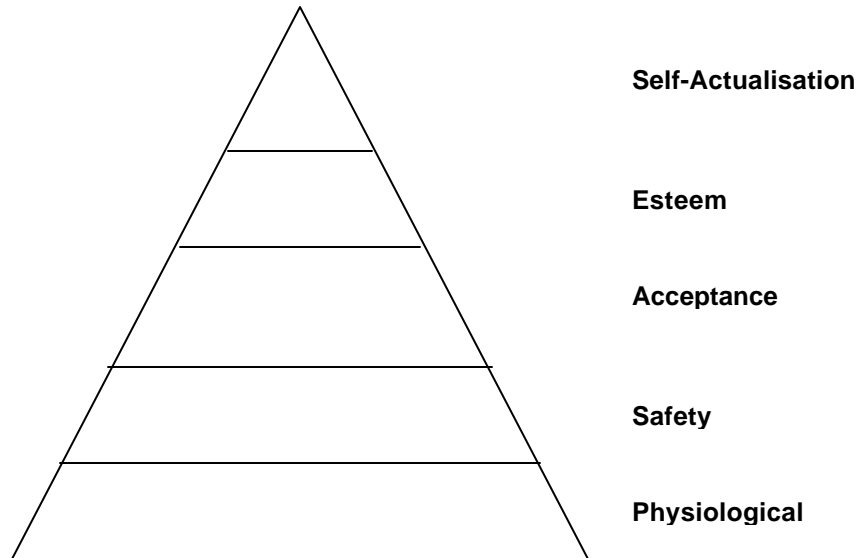 Self-Actualisation
Esteem
Acceptance
Safety
Physiological